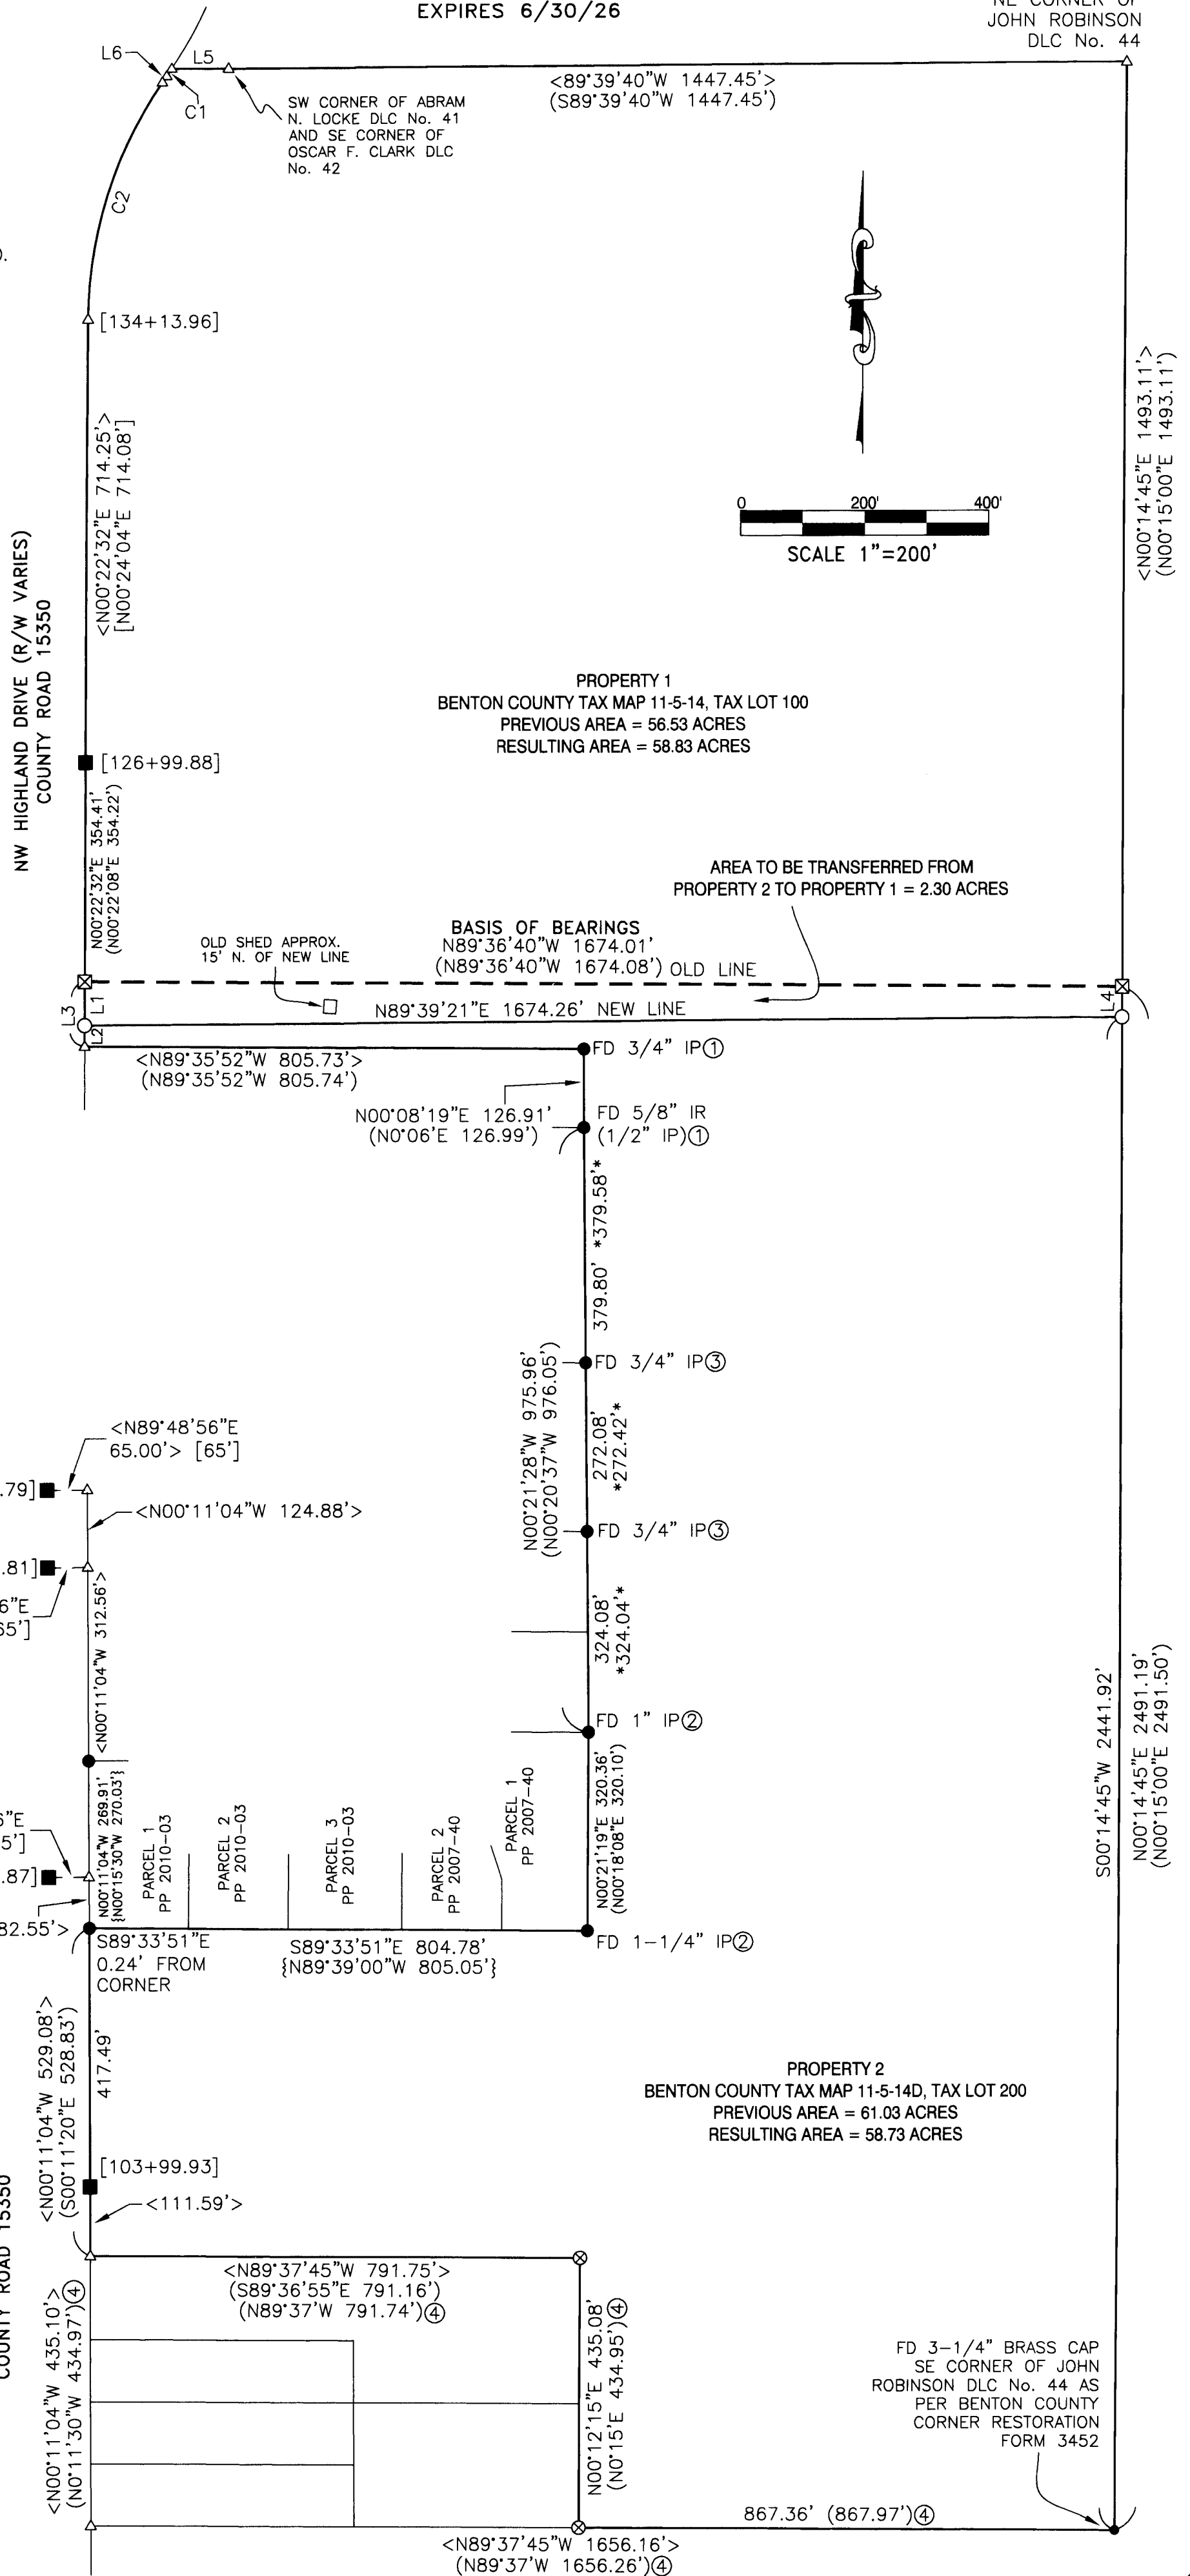 EXPIRES 6/30/26
NE CORNER OF
JOHN ROBINSON
DLC No. 44
L6
L5
C1
<89°39'40"W 1447.45'>
(S89°39'40"W 1447.45')
SW CORNER OF ABRAM
N. LOCKE DLC No. 41
AND SE CORNER OF
OSCAR F. CLARK DLC
No. 42
C2
).
[134+13.96]
<N00°22'32"E 714.25'>
[N00°24'04"E 714.08']
<N00°14'45"E 1493.11'>
(N00°15'00"E 1493.11')
0 200' 400'
SCALE 1"=200'
NW HIGHLAND DRIVE (R/W VARIES)
COUNTY ROAD 15350
PROPERTY 1
BENTON COUNTY TAX MAP 11-5-14, TAX LOT 100
PREVIOUS AREA = 56.53 ACRES
RESULTING AREA = 58.83 ACRES
[126+99.88]
N00°22'32"E 354.41'
(N00°22'08"E 354.22')
AREA TO BE TRANSFERRED FROM
PROPERTY 2 TO PROPERTY 1 = 2.30 ACRES
OLD SHED APPROX.
15' N. OF NEW LINE
BASIS OF BEARINGS
N89°36'40"W 1674.01'
(N89°36'40"W 1674.08') OLD LINE
L3
L1
L2
L4
N89°39'21"E 1674.26' NEW LINE
<N89°35'52"W 805.73'>
(N89°35'52"W 805.74')
FD 3/4" IP①
N00°08'19"E 126.91'
(N0°06'E 126.99')
FD 5/8" IR
(1/2" IP)①
379.80' *379.58'*
FD 3/4" IP③
N00°21'28"W 975.96'
(N00°20'37"W 976.05')
272.08'
*272.42'*
FD 3/4" IP③
<N89°48'56"E
65.00'> [65']
.79]
<N00°11'04"W 124.88'>
.81]
6"E
65']
<N00°11'04"W 312.56'>
324.08'
*324.04'*
FD 1" IP②
S00°14'45"W 2441.92'
N00°14'45"E 2491.19'
(N00°15'00"E 2491.50')
N00°11'04"W 269.91'
{N00°15'30"W 270.03'}
6"E
5']
.87]
82.55'>
PARCEL 1
PP 2010-03
PARCEL 2
PP 2010-03
PARCEL 3
PP 2010-03
PARCEL 2
PP 2007-40
PARCEL 1
PP 2007-40
N00°21'19"E 320.36'
(N00°18'08"E 320.10')
FD 1-1/4" IP②
S89°33'51"E
0.24' FROM
CORNER
S89°33'51"E 804.78'
{N89°39'00"W 805.05'}
<N00°11'04"W 529.08'>
(S00°11'20"E 528.83')
417.49'
PROPERTY 2
BENTON COUNTY TAX MAP 11-5-14D, TAX LOT 200
PREVIOUS AREA = 61.03 ACRES
RESULTING AREA = 58.73 ACRES
[103+99.93]
<111.59'>
COUNTY ROAD 15350
<N89°37'45"W 791.75'>
(S89°36'55"E 791.16')
(N89°37'W 791.74')④
<N00°11'04"W 435.10'>
(N0°11'30"W 434.97')④
N00°12'15"E 435.08'
(N0°15'E 434.95')④
FD 3-1/4" BRASS CAP
SE CORNER OF JOHN
ROBINSON DLC No. 44 AS
PER BENTON COUNTY
CORNER RESTORATION
FORM 3452
867.36' (867.97')④
<N89°37'45"W 1656.16'>
(N89°37'W 1656.26')④